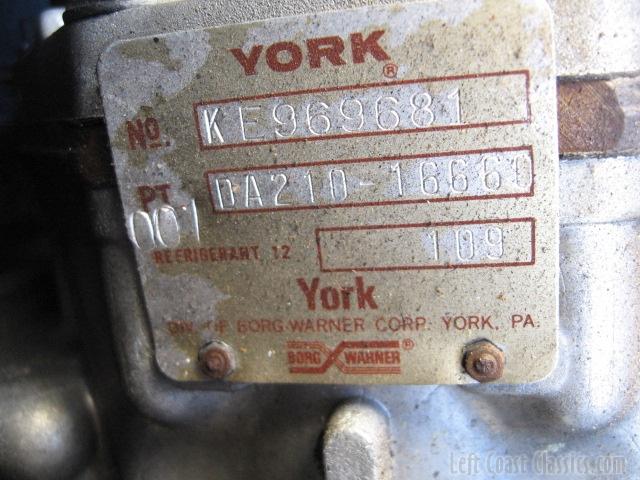 YORK®
NO. KE969681
PT DA210-16660
001
REFRIGERANT 12 109
York
DIV. OF BORG-WARNER CORP. YORK, PA.
BORG WARNER®
Left Coast Classics.com